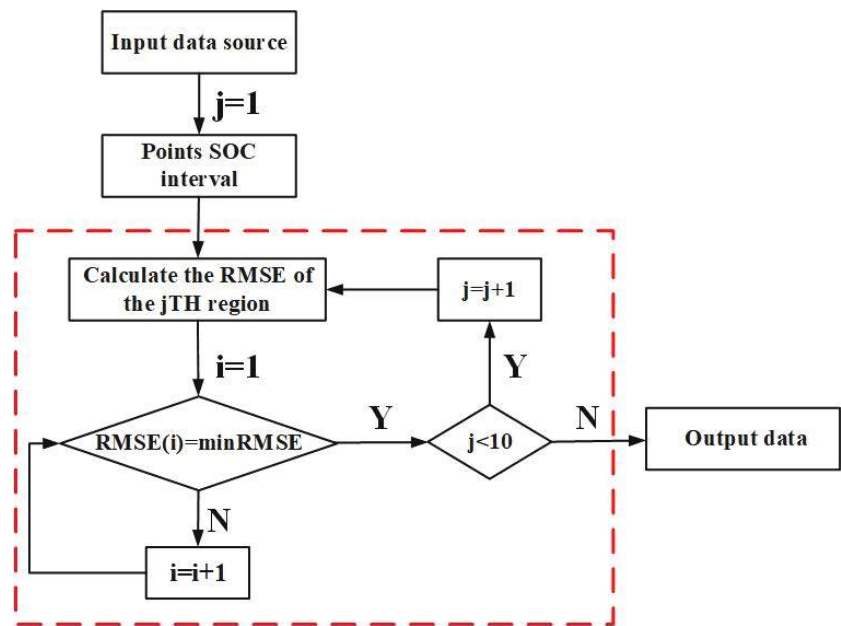 Input data source
j=1
Points SOC
interval
Calculate the RMSE of
the jTH region
j=j+1
i=1
Y
RMSE(i)=minRMSE
Y
j<10
N
Output data
N
i=i+1